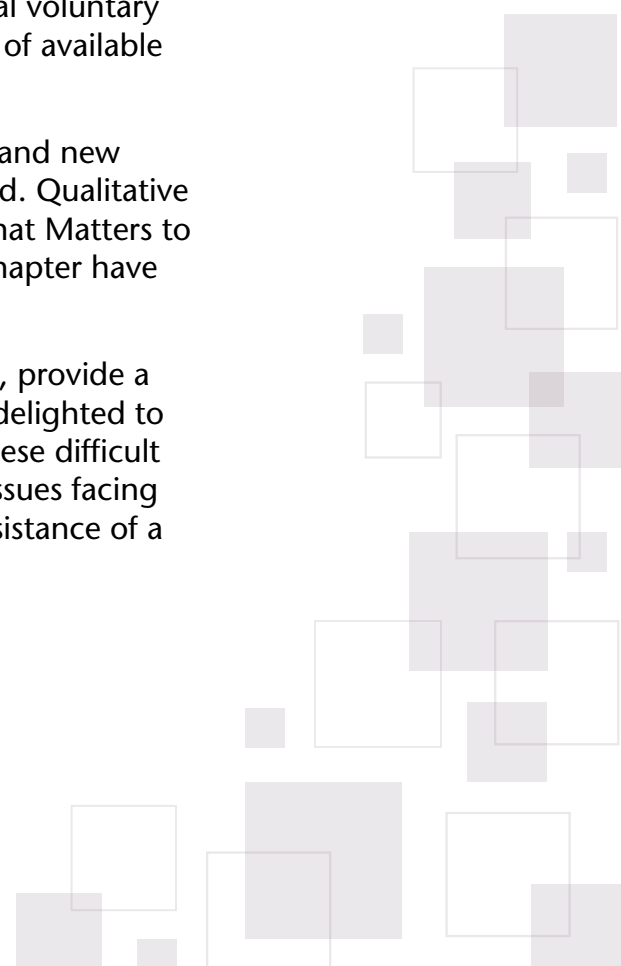 al voluntary
of available
and new
d. Qualitative
hat Matters to
hapter have
, provide a
delighted to
ese difficult
ssues facing
sistance of a